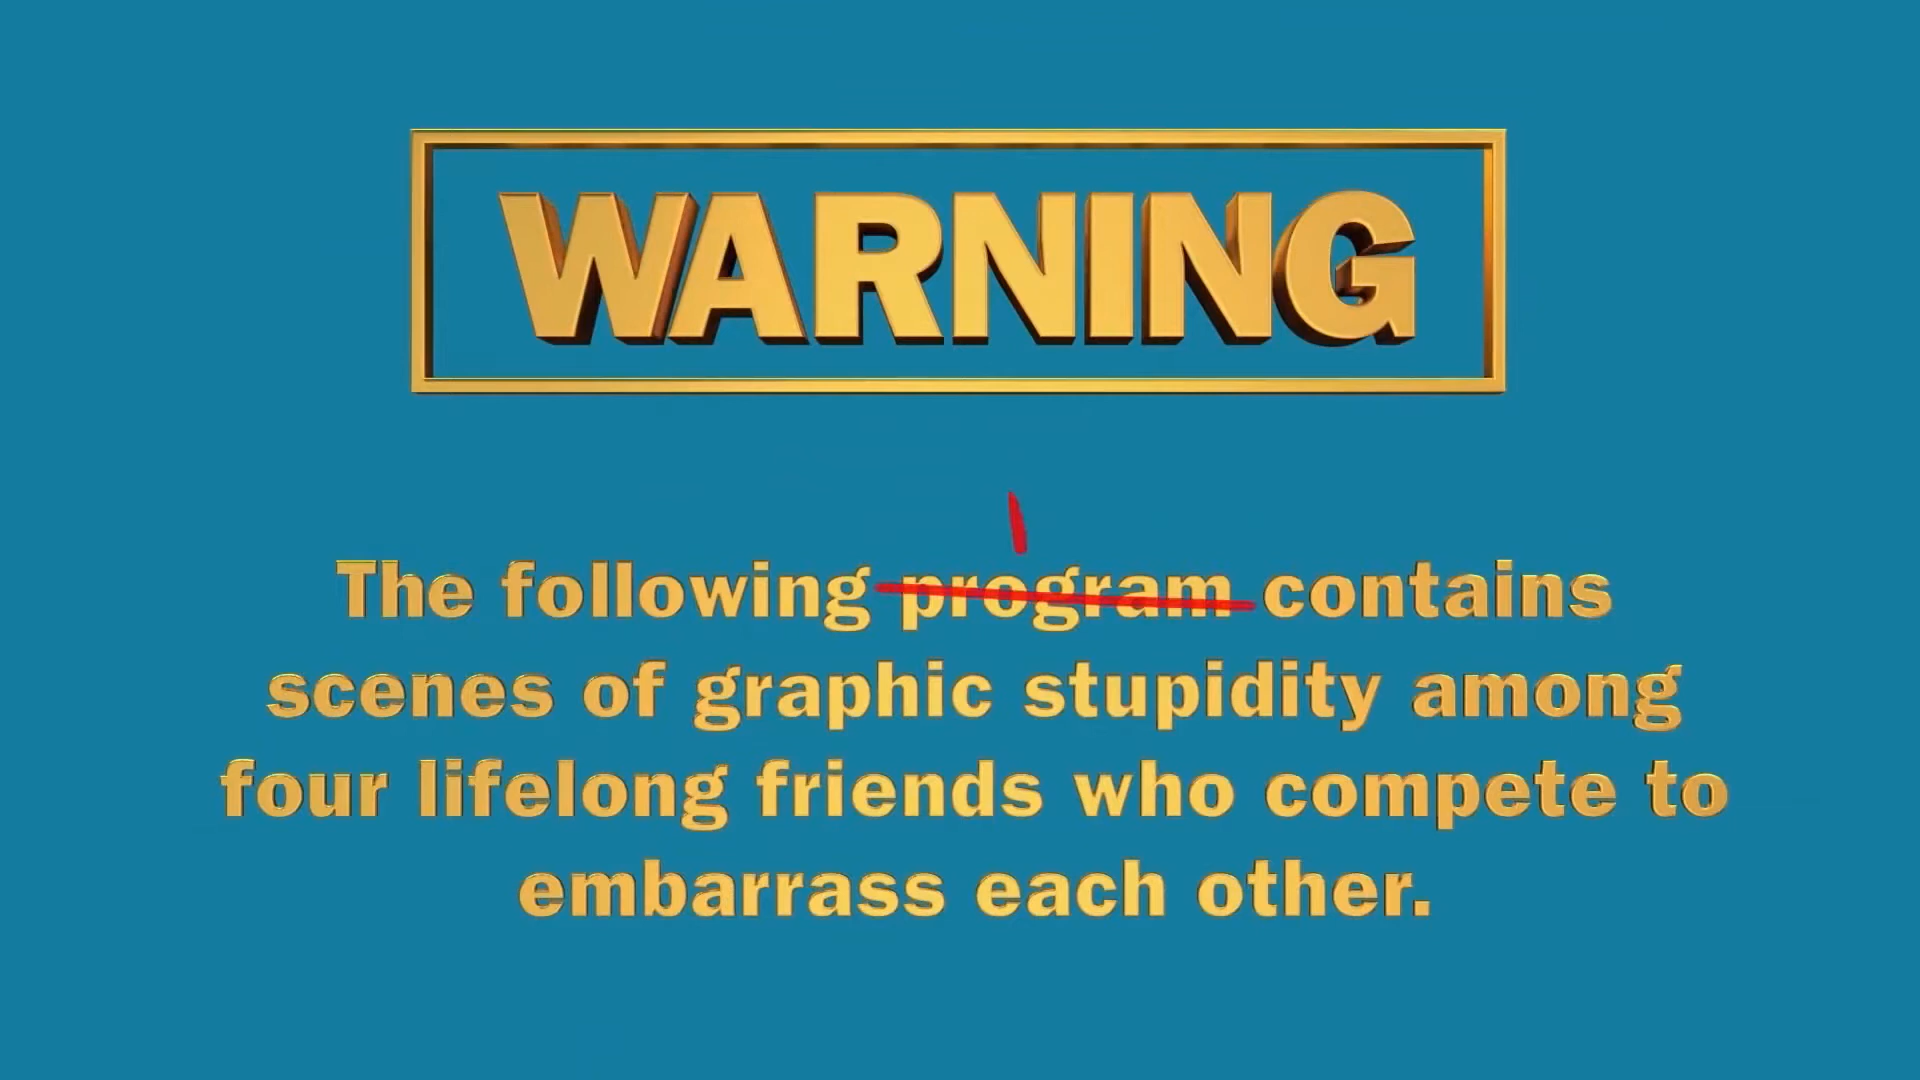 WARNING
The following program contains
scenes of graphic stupidity among
four lifelong friends who compete to
embarrass each other.